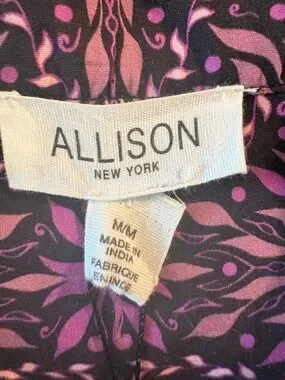 ALLISON
NEW YORK
M/M
MADE IN
INDIA
FABRIQUE
EN INDE